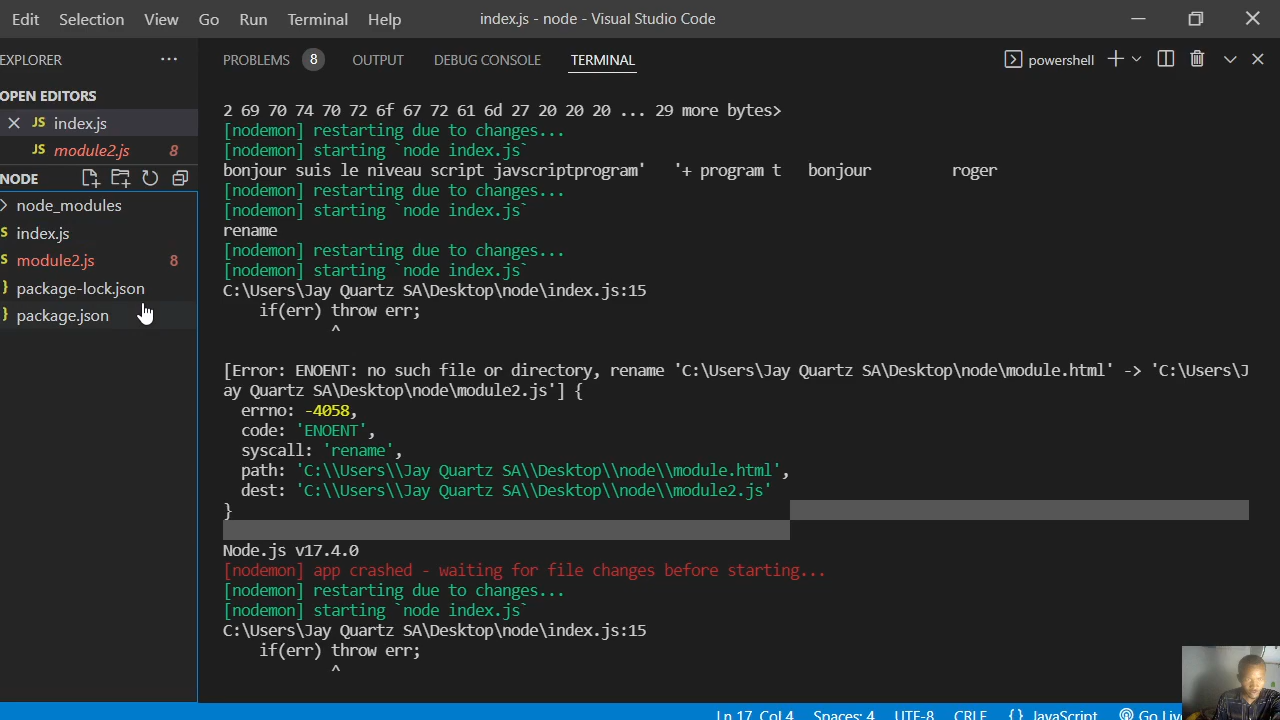 Edit Selection View Go Run Terminal Help index.js - node - Visual Studio Code
EXPLORER ...
OPEN EDITORS
JS index.js
JS module2.js 8
NODE
node_modules
index.js
module2.js 8
package-lock.json
package.json
PROBLEMS 8 OUTPUT DEBUG CONSOLE TERMINAL powershell
2 69 70 74 70 72 6f 67 72 61 6d 27 20 20 20 ... 29 more bytes>
[nodemon] restarting due to changes...
[nodemon] starting `node index.js`
bonjour suis le niveau script javscriptprogram' '+ program t bonjour roger
[nodemon] restarting due to changes...
[nodemon] starting `node index.js`
rename
[nodemon] restarting due to changes...
[nodemon] starting `node index.js`
C:\Users\Jay Quartz SA\Desktop\node\index.js:15
if(err) throw err;
^
[Error: ENOENT: no such file or directory, rename 'C:\Users\Jay Quartz SA\Desktop\node\module.html' -> 'C:\Users\J
ay Quartz SA\Desktop\node\module2.js'] {
errno: -4058,
code: 'ENOENT',
syscall: 'rename',
path: 'C:\\Users\\Jay Quartz SA\\Desktop\\node\\module.html',
dest: 'C:\\Users\\Jay Quartz SA\\Desktop\\node\\module2.js'
}
Node.js v17.4.0
[nodemon] app crashed - waiting for file changes before starting...
[nodemon] restarting due to changes...
[nodemon] starting `node index.js`
C:\Users\Jay Quartz SA\Desktop\node\index.js:15
if(err) throw err;
^
Ln 17, Col 4 Spaces: 4 UTF-8 CRLF {} JavaScript Go Liv